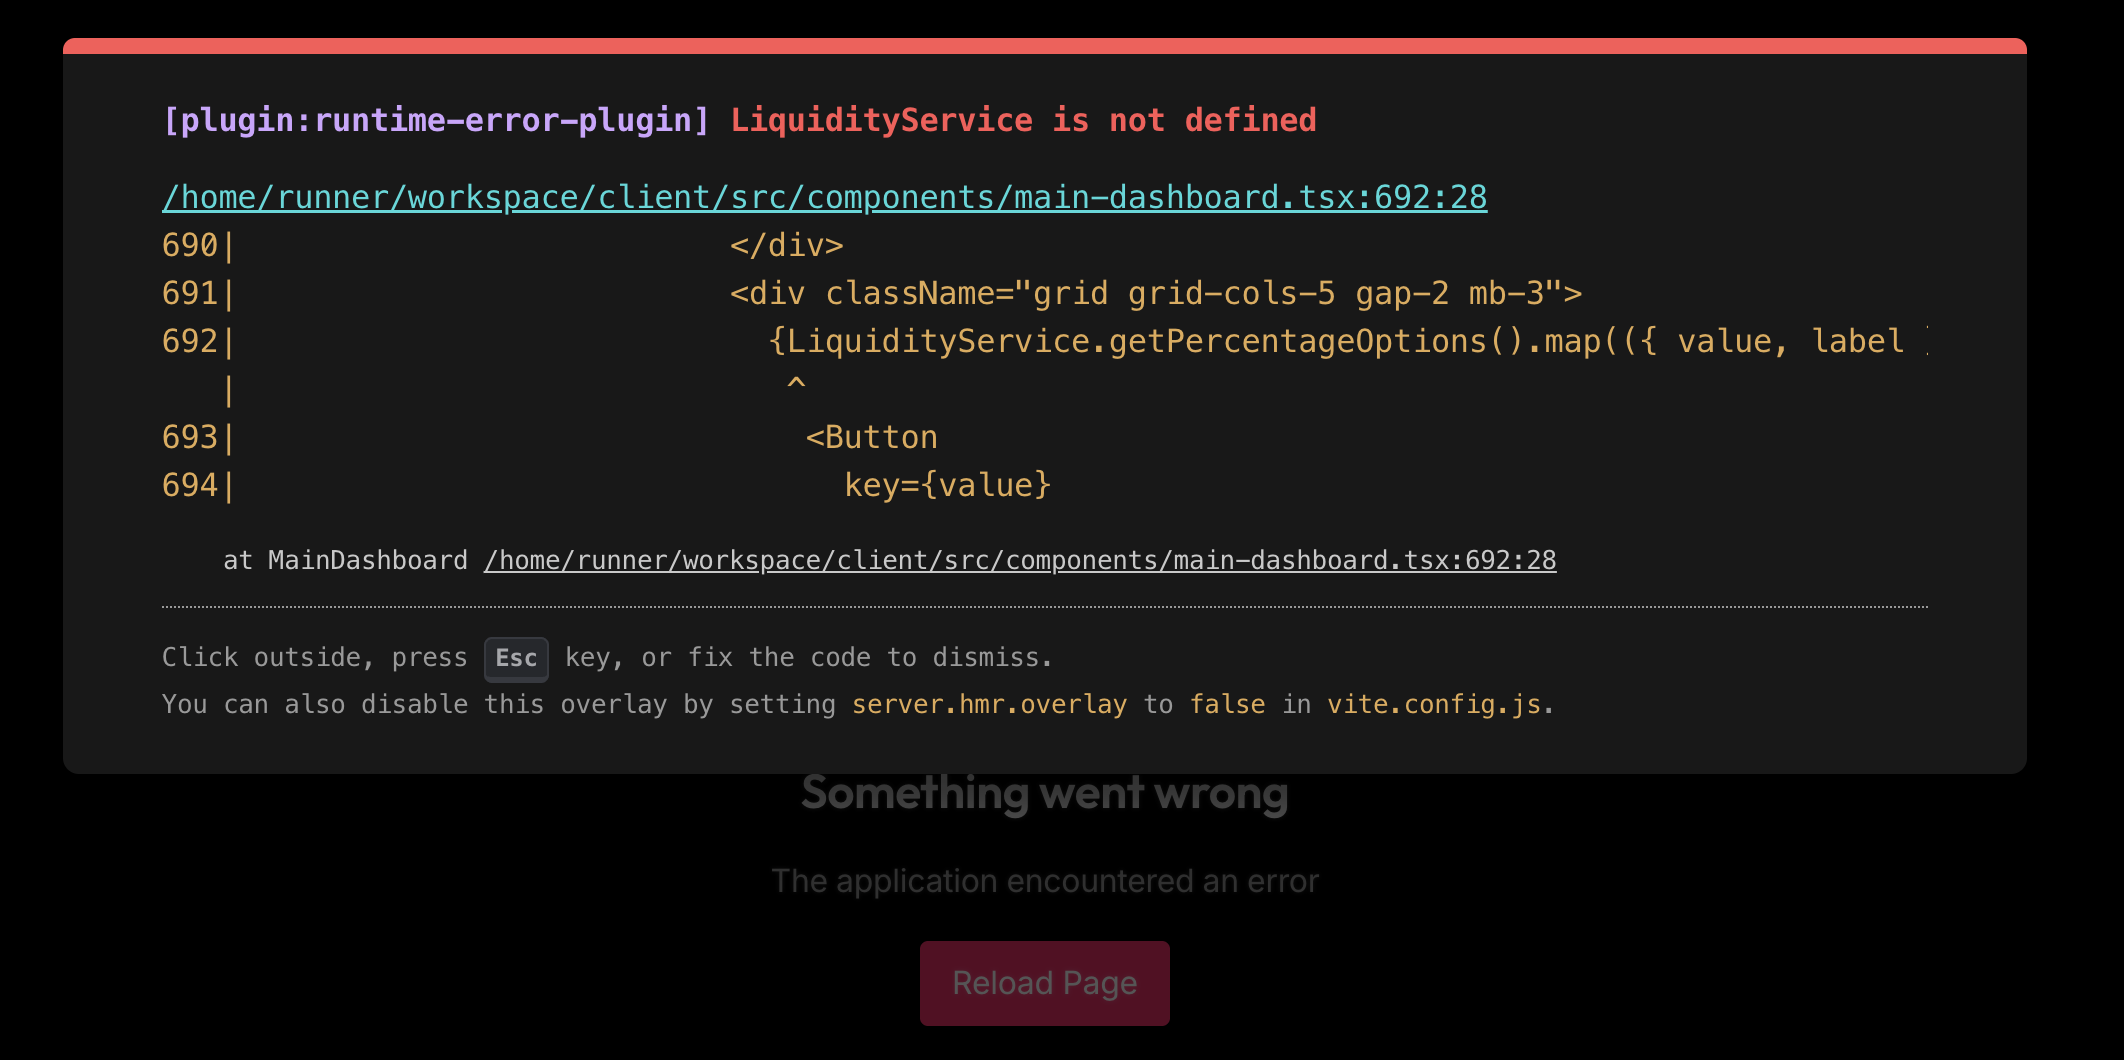 [plugin:runtime-error-plugin] LiquidityService is not defined
/home/runner/workspace/client/src/components/main-dashboard.tsx:692:28
690|                          </div>
691|                          <div className="grid grid-cols-5 gap-2 mb-3">
692|                            {LiquidityService.getPercentageOptions().map(({ value, label
   |                             ^
693|                              <Button
694|                                key={value}
    at MainDashboard /home/runner/workspace/client/src/components/main-dashboard.tsx:692:28
Click outside, press Esc key, or fix the code to dismiss.
You can also disable this overlay by setting server.hmr.overlay to false in vite.config.js.
Something went wrong
The application encountered an error
Reload Page